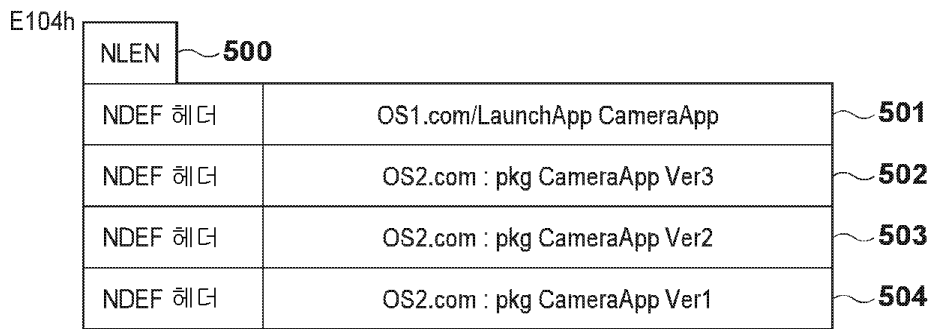 E104h
NLEN 500
NDEF 헤더 OS1.com/LaunchApp CameraApp 501
NDEF 헤더 OS2.com : pkg CameraApp Ver3 502
NDEF 헤더 OS2.com : pkg CameraApp Ver2 503
NDEF 헤더 OS2.com : pkg CameraApp Ver1 504